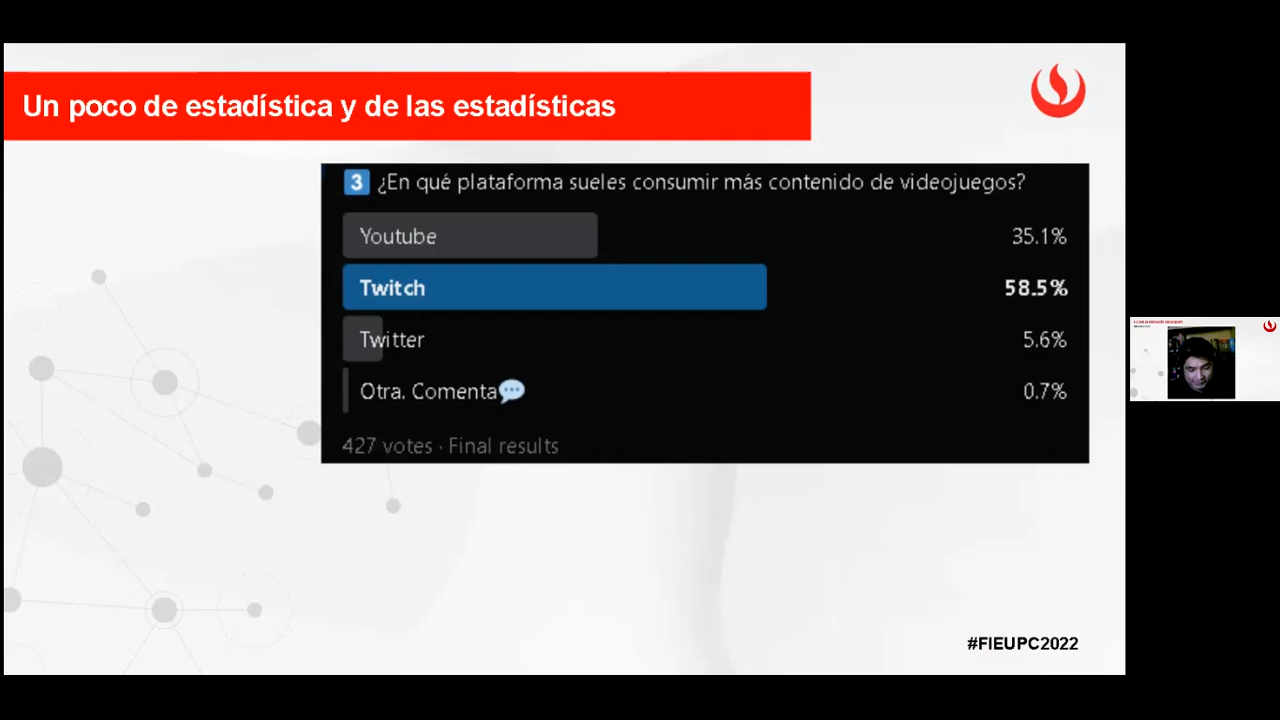 Un poco de estadística y de las estadísticas
3 ¿En qué plataforma sueles consumir más contenido de videojuegos?
Youtube 35.1%
Twitch 58.5%
Twitter 5.6%
Otra. Comenta💬 0.7%
427 votes · Final results
#FIEUPC2022